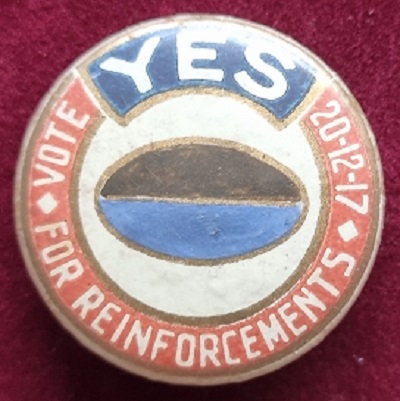 YES
VOTE
FOR REINFORCEMENTS
20-12-17